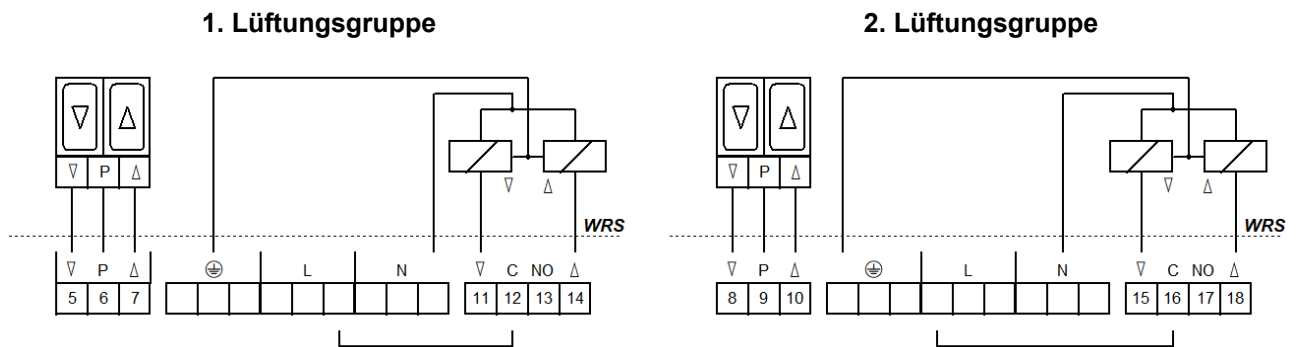 1. Lüftungsgruppe 2. Lüftungsgruppe
▽ △ ▽ △
▽ P △ ▽ P △
▽ △ ▽ △
WRS WRS
▽ P △ L N ▽ C NO △ ▽ P △ L N ▽ C NO △
5 6 7 11 12 13 14 8 9 10 15 16 17 18